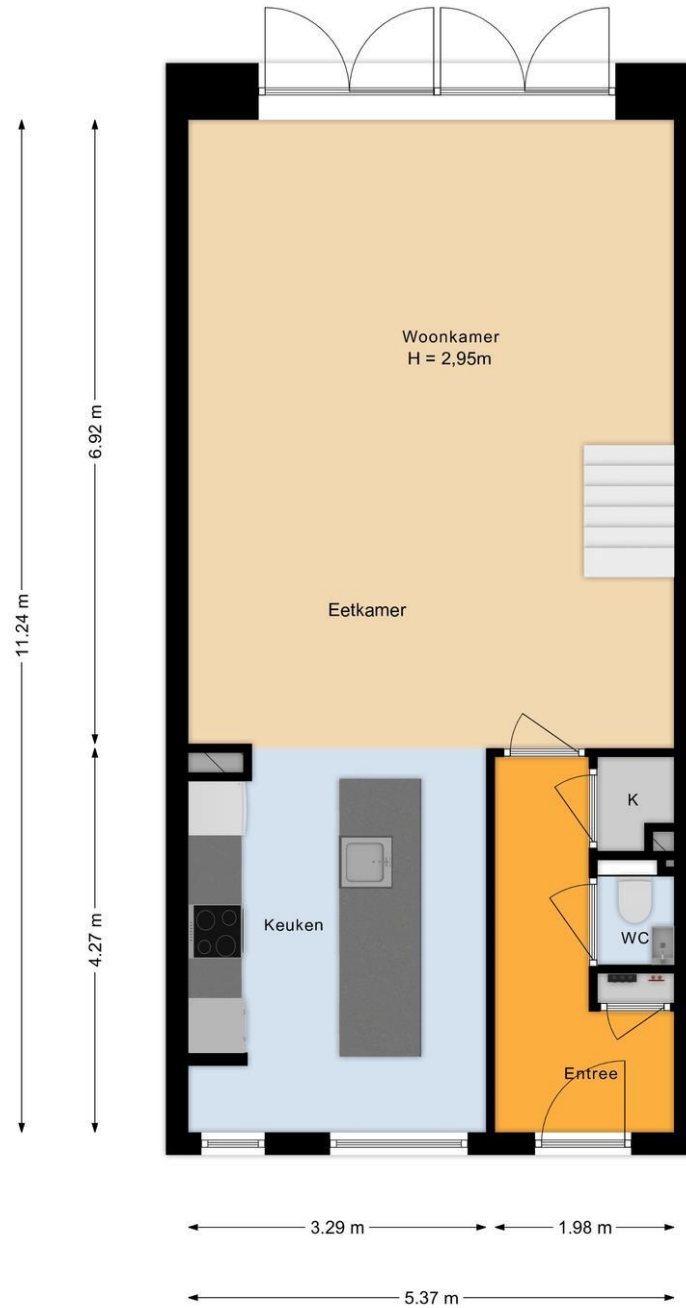 Woonkamer
H = 2,95m
6.92 m
11.24 m
Eetkamer
K
Keuken
WC
4.27 m
Entree
3.29 m
1.98 m
5.37 m